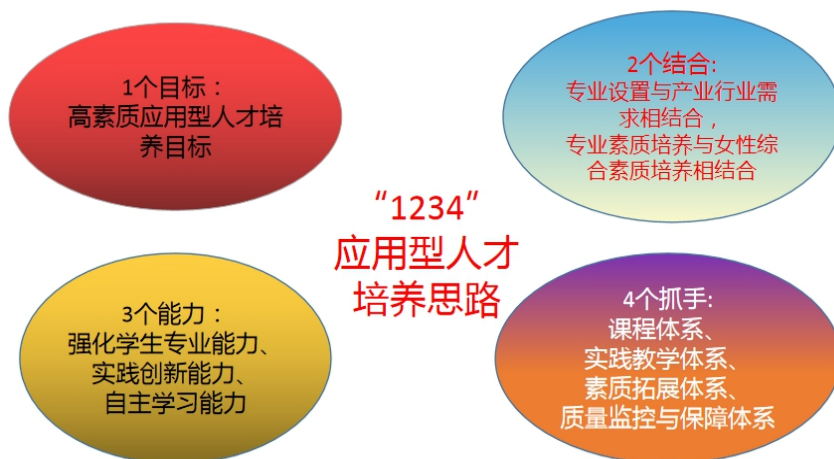 1个目标：
高素质应用型人才培
养目标
2个结合:
专业设置与产业行业需
求相结合，
专业素质培养与女性综
合素质培养相结合
“1234”
应用型人才
培养思路
3个能力：
强化学生专业能力、
实践创新能力、
自主学习能力
4个抓手:
课程体系、
实践教学体系、
素质拓展体系、
质量监控与保障体系